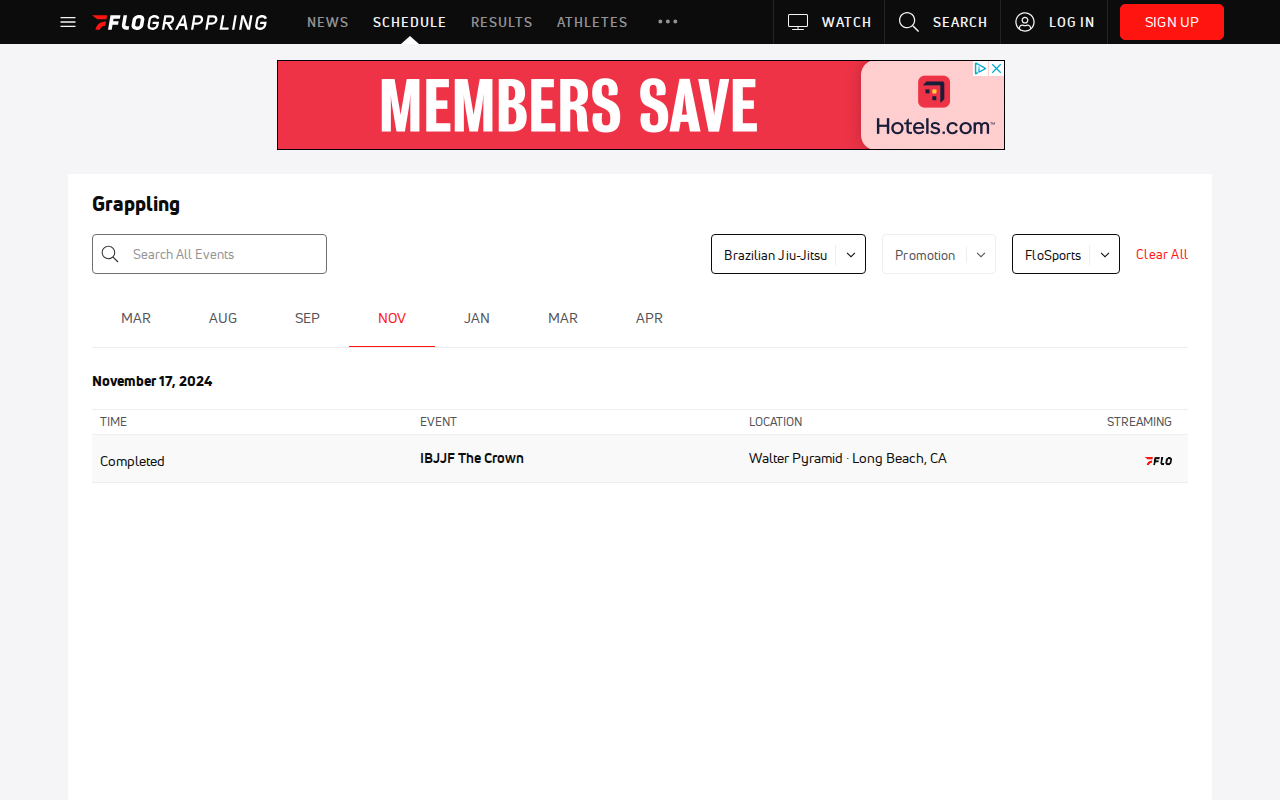 FLOGRAPPLING NEWS SCHEDULE RESULTS ATHLETES ••• WATCH SEARCH LOG IN SIGN UP
MEMBERS SAVE
Hotels.com™
Grappling
Search All Events
Brazilian Jiu-Jitsu Promotion FloSports Clear All
MAR AUG SEP NOV JAN MAR APR
November 17, 2024
TIME EVENT LOCATION STREAMING
Completed IBJJF The Crown Walter Pyramid · Long Beach, CA FLO